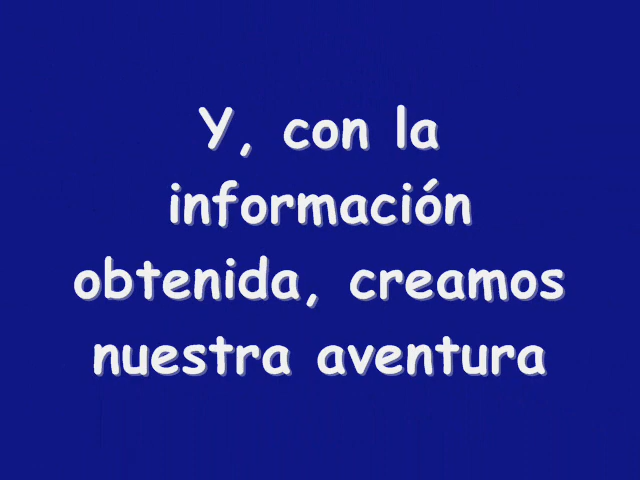 Y, con la
información
obtenida, creamos
nuestra aventura